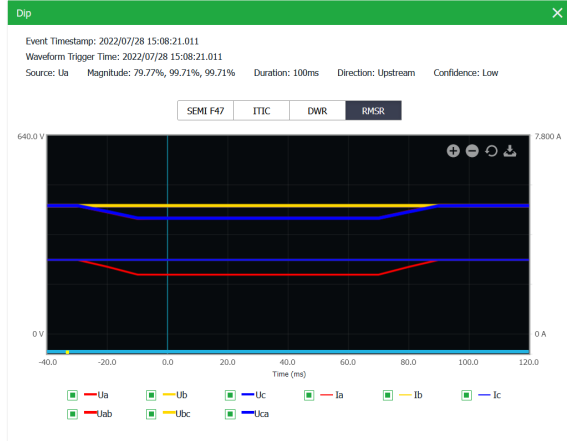 Dip
Event Timestamp: 2022/07/28 15:08:21.011
Waveform Trigger Time: 2022/07/28 15:08:21.011
Source: Ua Magnitude: 79.77%, 99.71%, 99.71% Duration: 100ms Direction: Upstream Confidence: Low
SEMI F47 ITIC DWR RMSR
640.0 V 7.800 A
0 V 0 A
-40.0 -20.0 0.0 20.0 40.0 60.0 80.0 100.0 120.0
Time (ms)
Ua Ub Uc Ia Ib Ic
Uab Ubc Uca